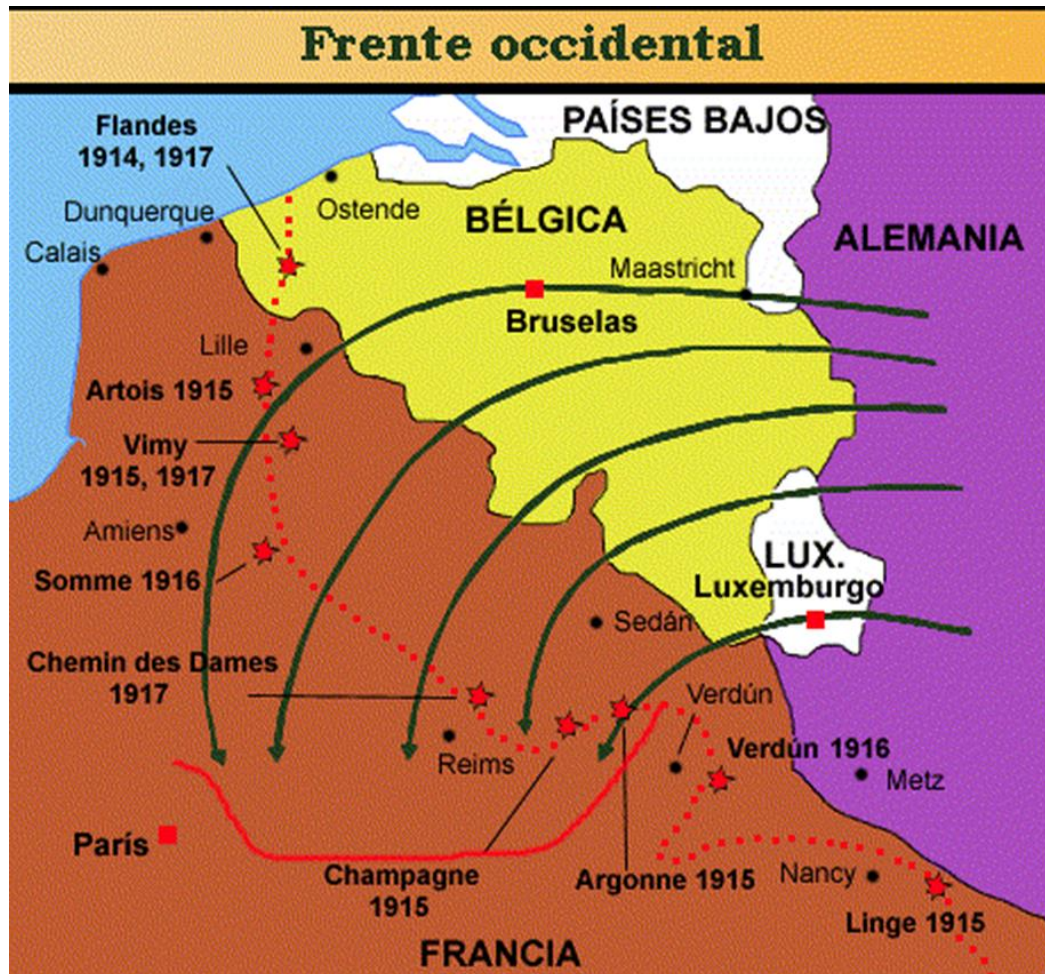 Frente occidental
PAÍSES BAJOS
Flandes
1914, 1917
Dunquerque
Ostende
Calais
BÉLGICA
ALEMANIA
Maastricht
Bruselas
Lille
Artois 1915
Vimy
1915, 1917
Amiens
Somme 1916
LUX.
Luxemburgo
Sedán
Chemin des Dames
1917
Verdún
Reims
Verdún 1916
Metz
París
Champagne
1915
Argonne 1915
Nancy
Linge 1915
FRANCIA